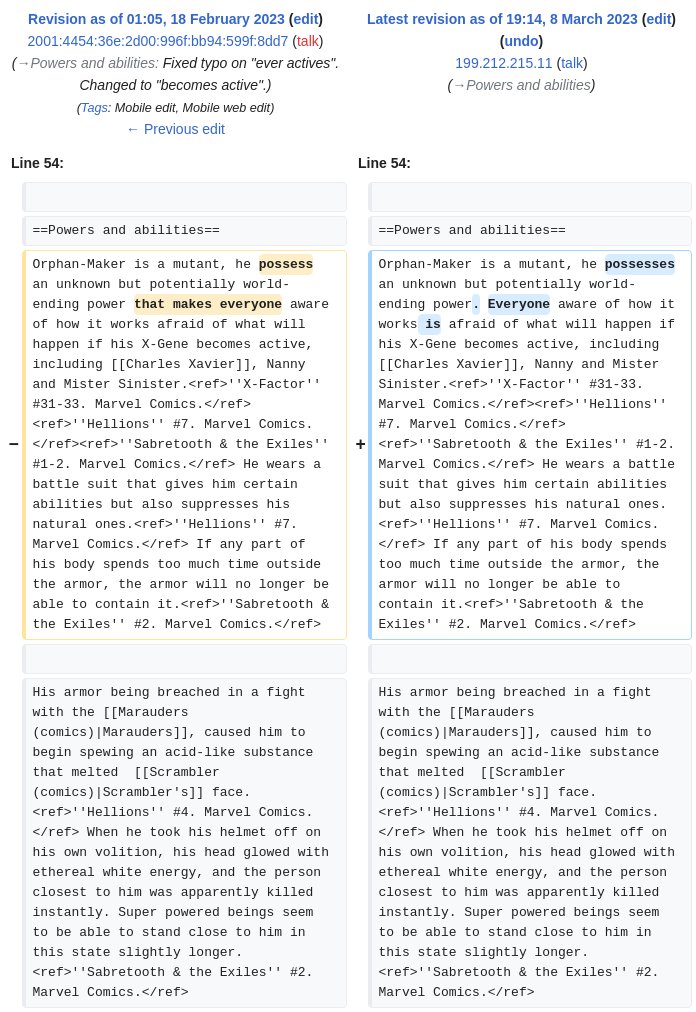 Revision as of 01:05, 18 February 2023 (edit)
2001:4454:36e:2d00:996f:bb94:599f:8dd7 (talk)
(→Powers and abilities: Fixed typo on "ever actives".
Changed to "becomes active".)
(Tags: Mobile edit, Mobile web edit)
← Previous edit
Latest revision as of 19:14, 8 March 2023 (edit)
(undo)
199.212.215.11 (talk)
(→Powers and abilities)
Line 54:
Line 54:
==Powers and abilities==
==Powers and abilities==
−
Orphan-Maker is a mutant, he possess
an unknown but potentially world-
ending power that makes everyone aware
of how it works afraid of what will
happen if his X-Gene becomes active,
including [[Charles Xavier]], Nanny
and Mister Sinister.<ref>''X-Factor''
#31-33. Marvel Comics.</ref>
<ref>''Hellions'' #7. Marvel Comics.
</ref><ref>''Sabretooth & the Exiles''
#1-2. Marvel Comics.</ref> He wears a
battle suit that gives him certain
abilities but also suppresses his
natural ones.<ref>''Hellions'' #7.
Marvel Comics.</ref> If any part of
his body spends too much time outside
the armor, the armor will no longer be
able to contain it.<ref>''Sabretooth &
the Exiles'' #2. Marvel Comics.</ref>
+
Orphan-Maker is a mutant, he possesses
an unknown but potentially world-
ending power. Everyone aware of how it
works is afraid of what will happen if
his X-Gene becomes active, including
[[Charles Xavier]], Nanny and Mister
Sinister.<ref>''X-Factor'' #31-33.
Marvel Comics.</ref><ref>''Hellions''
#7. Marvel Comics.</ref>
<ref>''Sabretooth & the Exiles'' #1-2.
Marvel Comics.</ref> He wears a battle
suit that gives him certain abilities
but also suppresses his natural ones.
<ref>''Hellions'' #7. Marvel Comics.
</ref> If any part of his body spends
too much time outside the armor, the
armor will no longer be able to
contain it.<ref>''Sabretooth & the
Exiles'' #2. Marvel Comics.</ref>
His armor being breached in a fight
with the [[Marauders
(comics)|Marauders]], caused him to
begin spewing an acid-like substance
that melted  [[Scrambler
(comics)|Scrambler's]] face.
<ref>''Hellions'' #4. Marvel Comics.
</ref> When he took his helmet off on
his own volition, his head glowed with
ethereal white energy, and the person
closest to him was apparently killed
instantly. Super powered beings seem
to be able to stand close to him in
this state slightly longer.
<ref>''Sabretooth & the Exiles'' #2.
Marvel Comics.</ref>
His armor being breached in a fight
with the [[Marauders
(comics)|Marauders]], caused him to
begin spewing an acid-like substance
that melted  [[Scrambler
(comics)|Scrambler's]] face.
<ref>''Hellions'' #4. Marvel Comics.
</ref> When he took his helmet off on
his own volition, his head glowed with
ethereal white energy, and the person
closest to him was apparently killed
instantly. Super powered beings seem
to be able to stand close to him in
this state slightly longer.
<ref>''Sabretooth & the Exiles'' #2.
Marvel Comics.</ref>